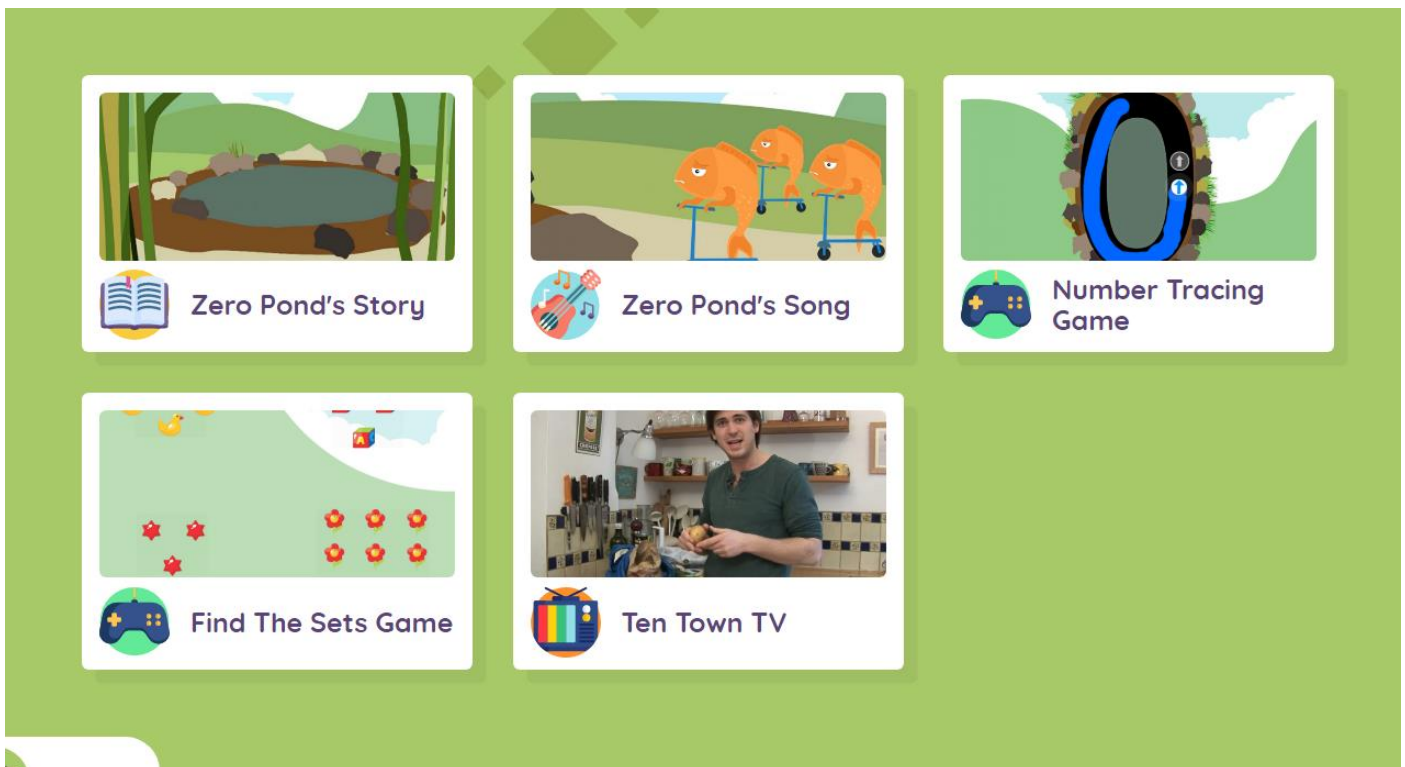 Zero Pond's Story
Zero Pond's Song
Number Tracing
Game
Find The Sets Game
Ten Town TV